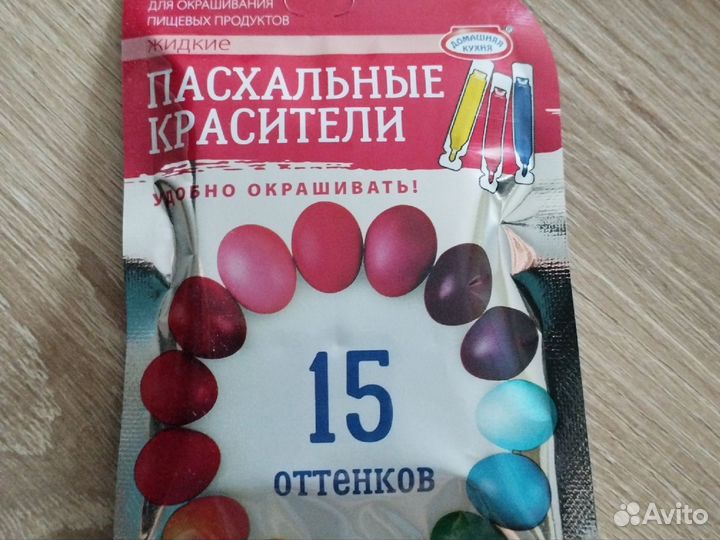 ДЛЯ ОКРАШИВАНИЯ
ПИЩЕВЫХ ПРОДУКТОВ
жидкие
ДОМАШНЯЯ
КУХНЯ
ПАСХАЛЬНЫЕ
КРАСИТЕЛИ
УДОБНО ОКРАШИВАТЬ!
15
оттенков
Avito